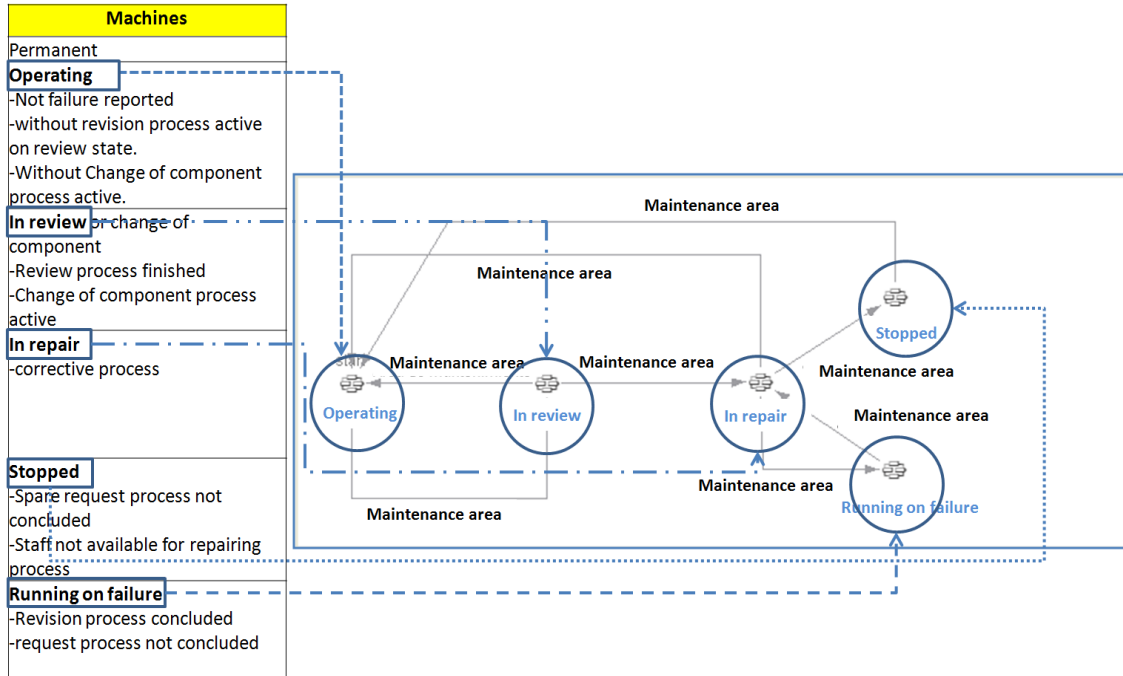 Machines
Permanent
Operating
-Not failure reported
-without revision process active
on review state.
-Without Change of component
process active.
In review or change of
component
-Review process finished
-Change of component process
active
In repair
-corrective process
Stopped
-Spare request process not
concluded
-Staff not available for repairing
process
Running on failure
-Revision process concluded
-request process not concluded
Maintenance area
Maintenance area
Stopped
Maintenance area
Maintenance area
Maintenance area
Operating
In review
In repair
Maintenance area
Maintenance area
Running on failure
Maintenance area